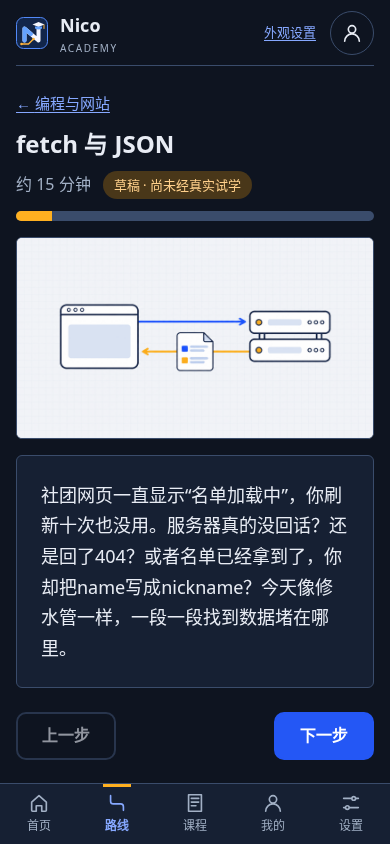 Nico
ACADEMY
外观设置
← 编程与网站
fetch 与 JSON
约 15 分钟
草稿 · 尚未经真实试学
社团网页一直显示“名单加载中”，你刷
新十次也没用。服务器真的没回话？还
是回了404？或者名单已经拿到了，你
却把name写成nickname？今天像修
水管一样，一段一段找到数据堵在哪
里。
上一步
下一步
首页
路线
课程
我的
设置